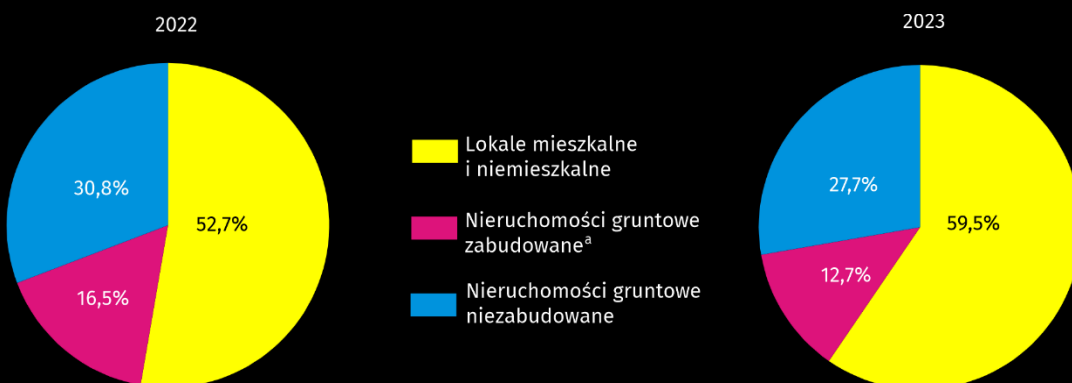 2022
2023
30,8%
52,7%
16,5%
Lokale mieszkalne
i niemieszkalne
Nieruchomości gruntowe
zabudowaneᵃ
Nieruchomości gruntowe
niezabudowane
27,7%
59,5%
12,7%